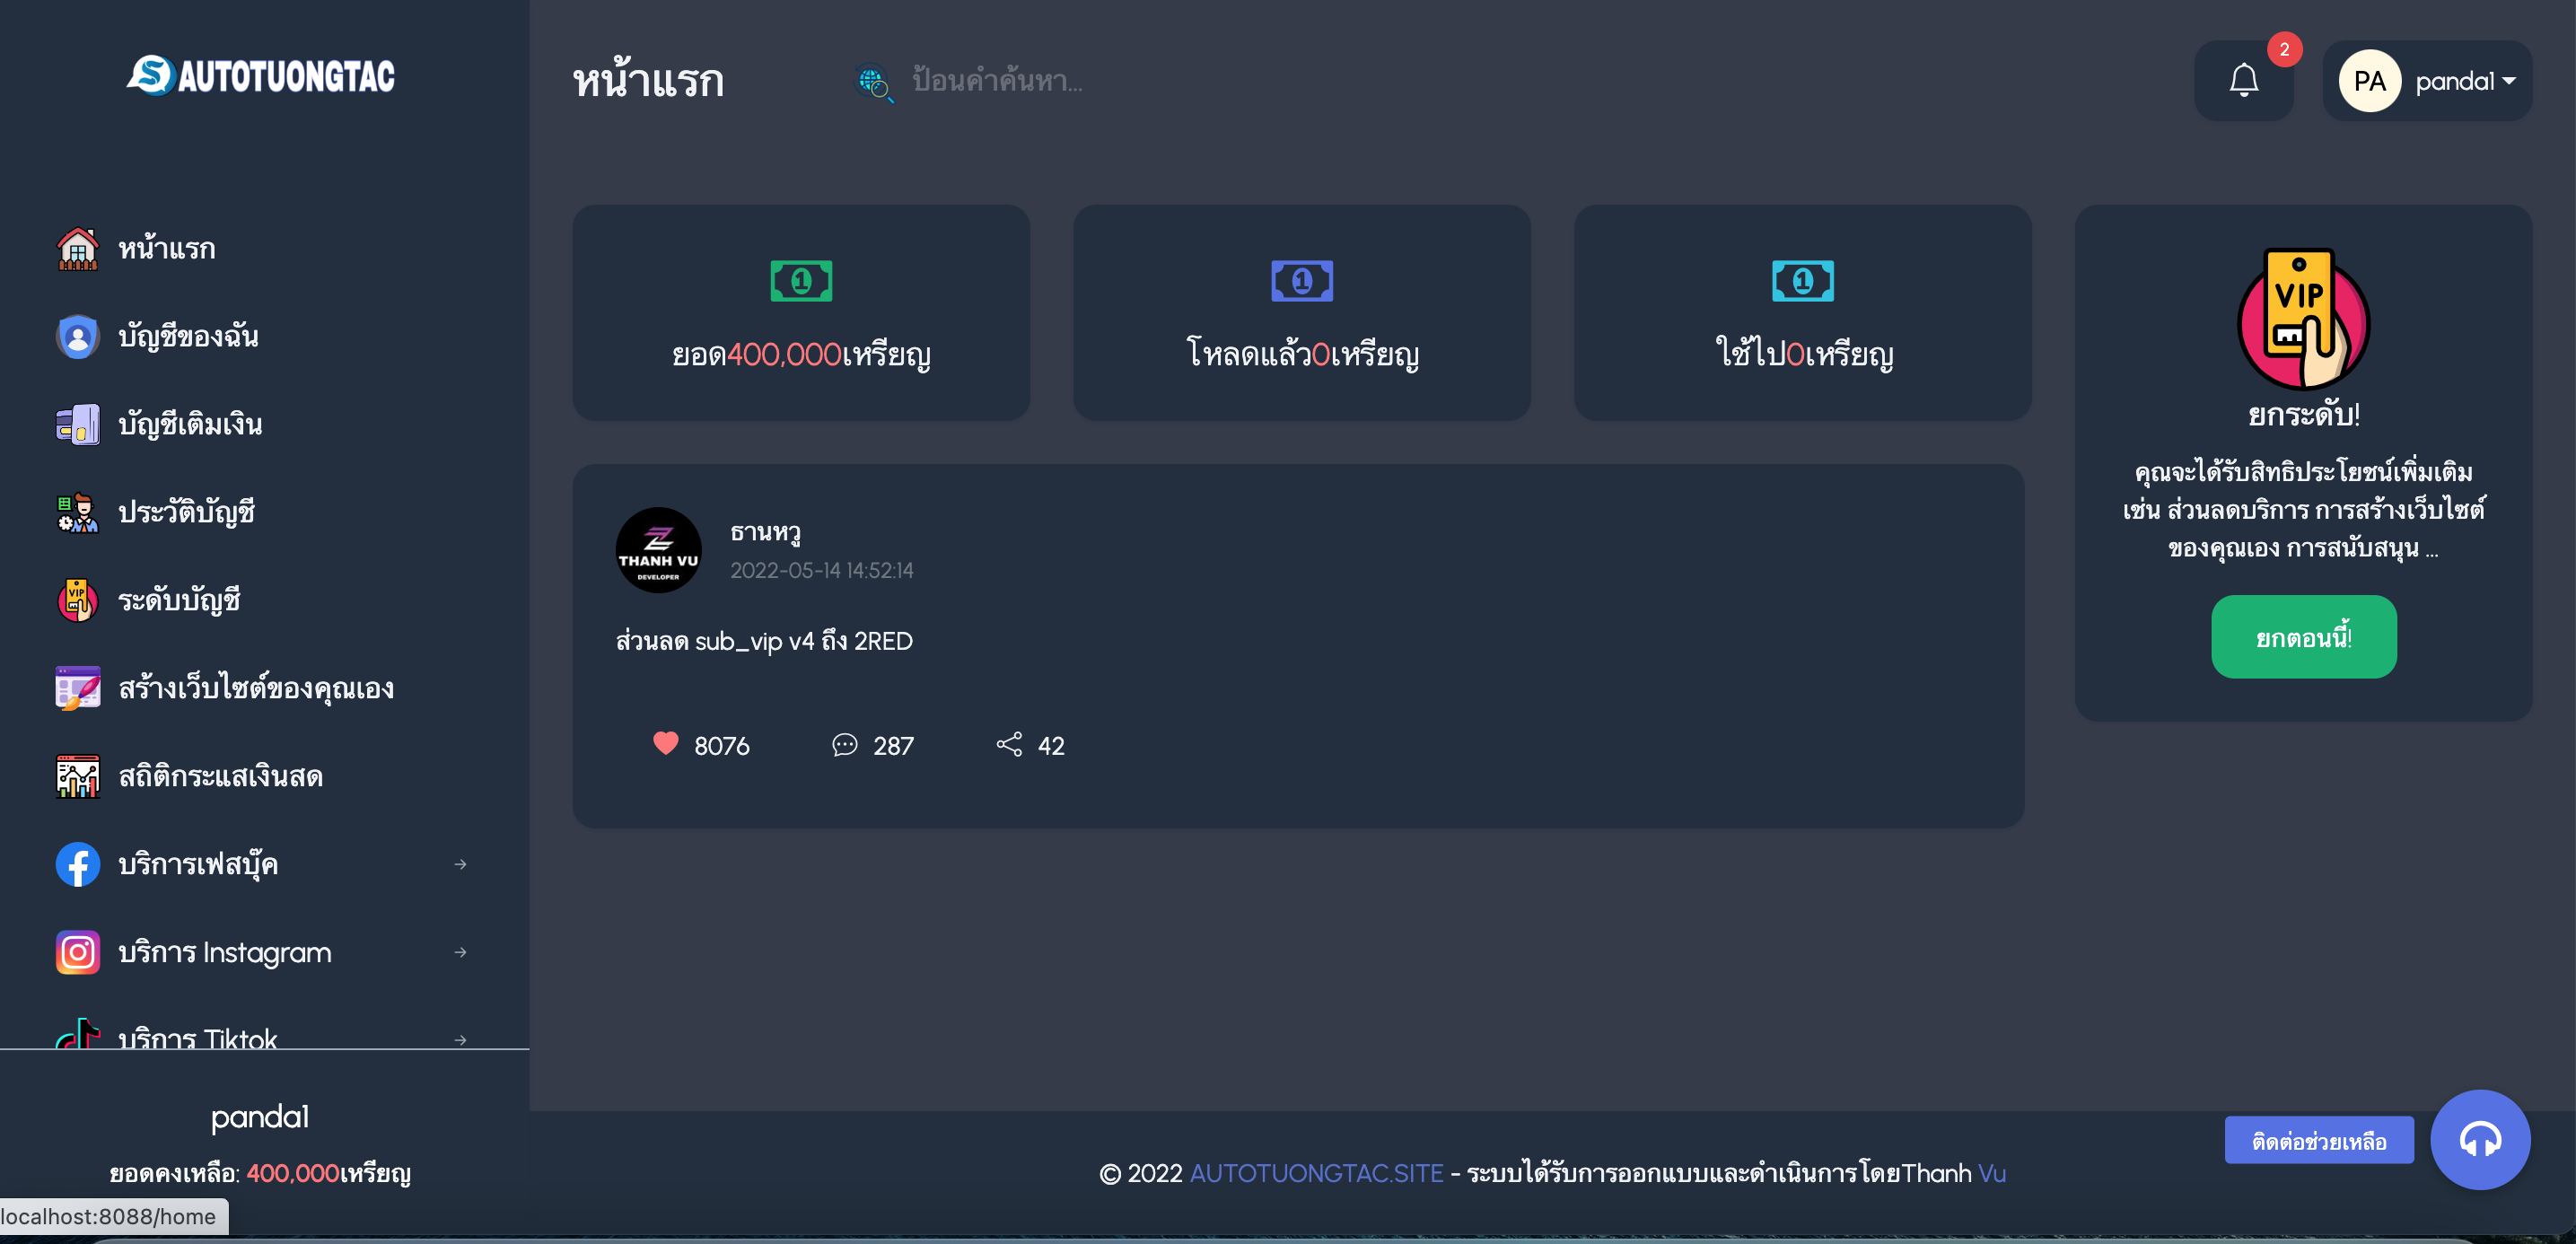 AUTOTUONGTAC
หน้าแรก
ป้อนคำค้นหา...
2
PA
panda1
หน้าแรก
บัญชีของฉัน
บัญชีเติมเงิน
ประวัติบัญชี
VIP
ระดับบัญชี
สร้างเว็บไซต์ของคุณเอง
สถิติกระแสเงินสด
บริการเฟสบุ๊ค
บริการ Instagram
บริการ Tiktok
panda1
ยอดคงเหลือ: 400,000เหรียญ
localhost:8088/home
1
ยอด400,000เหรียญ
1
โหลดแล้ว0เหรียญ
1
ใช้ไป0เหรียญ
THANH VU
DEVELOPER
ธานหวู
2022-05-14 14:52:14
ส่วนลด sub_vip v4 ถึง 2RED
8076
287
42
VIP
ยกระดับ!
คุณจะได้รับสิทธิประโยชน์เพิ่มเติม
เช่น ส่วนลดบริการ การสร้างเว็บไซต์
ของคุณเอง การสนับสนุน ...
ยกตอนนี้!
ติดต่อช่วยเหลือ
© 2022 AUTOTUONGTAC.SITE - ระบบได้รับการออกแบบและดำเนินการโดยThanh Vu